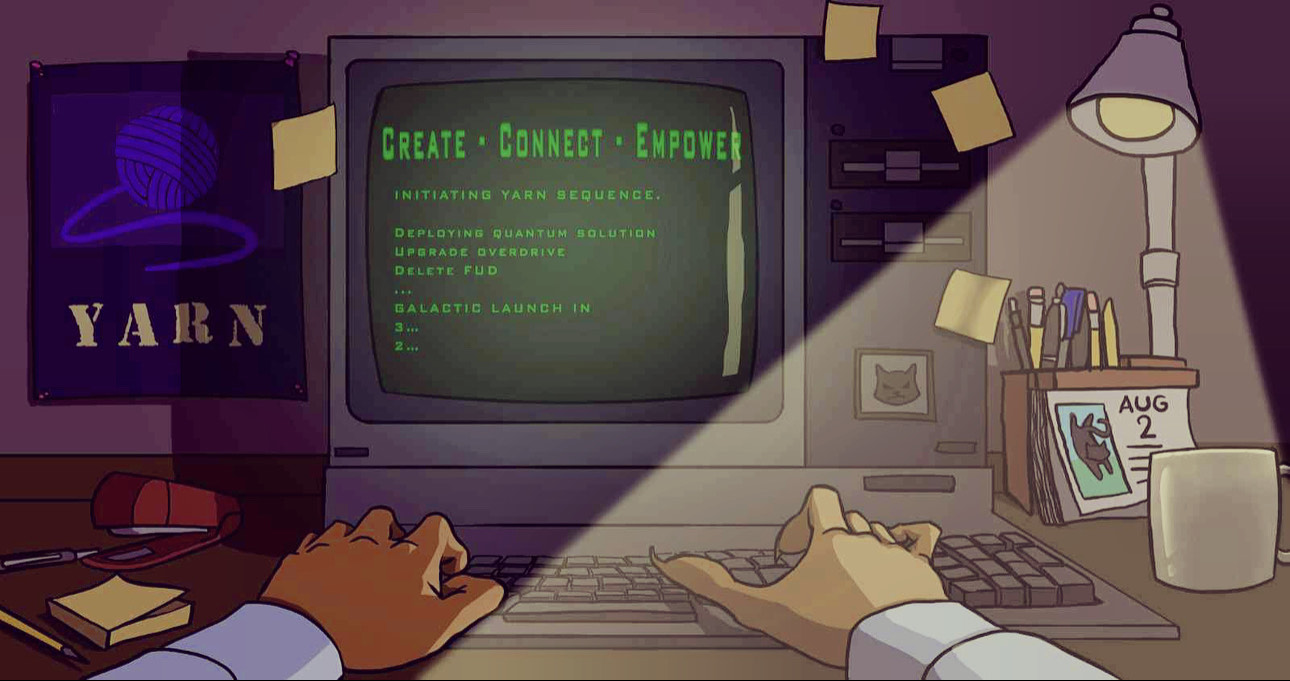 YARN
CREATE • CONNECT • EMPOWER
INITIATING YARN SEQUENCE.
DEPLOYING QUANTUM SOLUTION
UPGRADE OVERDRIVE
DELETE FUD
...
GALACTIC LAUNCH IN
3...
2...
AUG
2